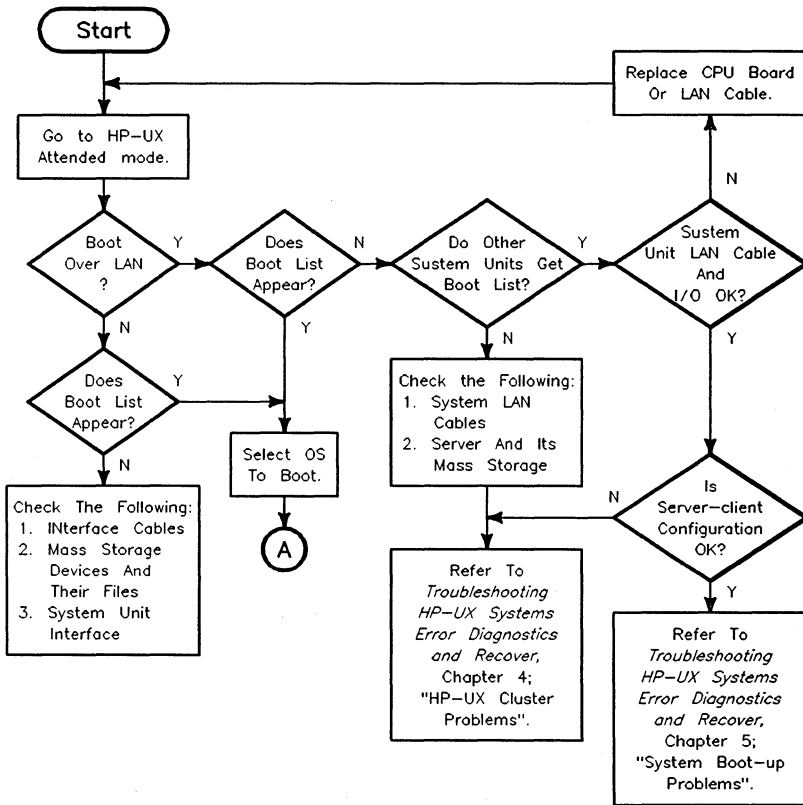 Start
Replace CPU Board
Or LAN Cable.
Go to HP-UX
Attended mode.
N
Boot
Over LAN
?
Y
Does
Boot List
Appear?
N
Do Other
System Units Get
Boot List?
Y
Sustem
Unit LAN Cable
And
I/O OK?
N
Y
N
Y
Does
Boot List
Appear?
Y
Check the Following:
1. System LAN
Cables
2. Server And Its
Mass Storage
Select OS
To Boot.
N
Is
Server-client
Configuration
OK?
N
Check The Following:
1. INterface Cables
2. Mass Storage
Devices And
Their Files
3. System Unit
Interface
A
Y
Refer To
Troubleshooting
HP-UX Systems
Error Diagnostics
and Recover,
Chapter 4;
"HP-UX Cluster
Problems".
Refer To
Troubleshooting
HP-UX Systems
Error Diagnostics
and Recover,
Chapter 5;
"System Boot-up
Problems".